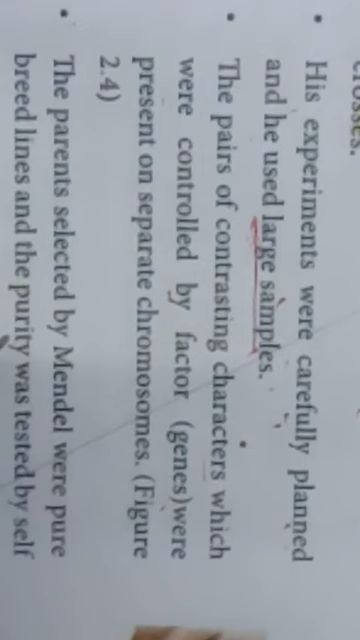 crosses.
• His experiments were carefully planned
and he used large samples.
• The pairs of contrasting characters which
were controlled by factor (genes)were
present on separate chromosomes. (Figure
2.4)
• The parents selected by Mendel were pure
breed lines and the purity was tested by self